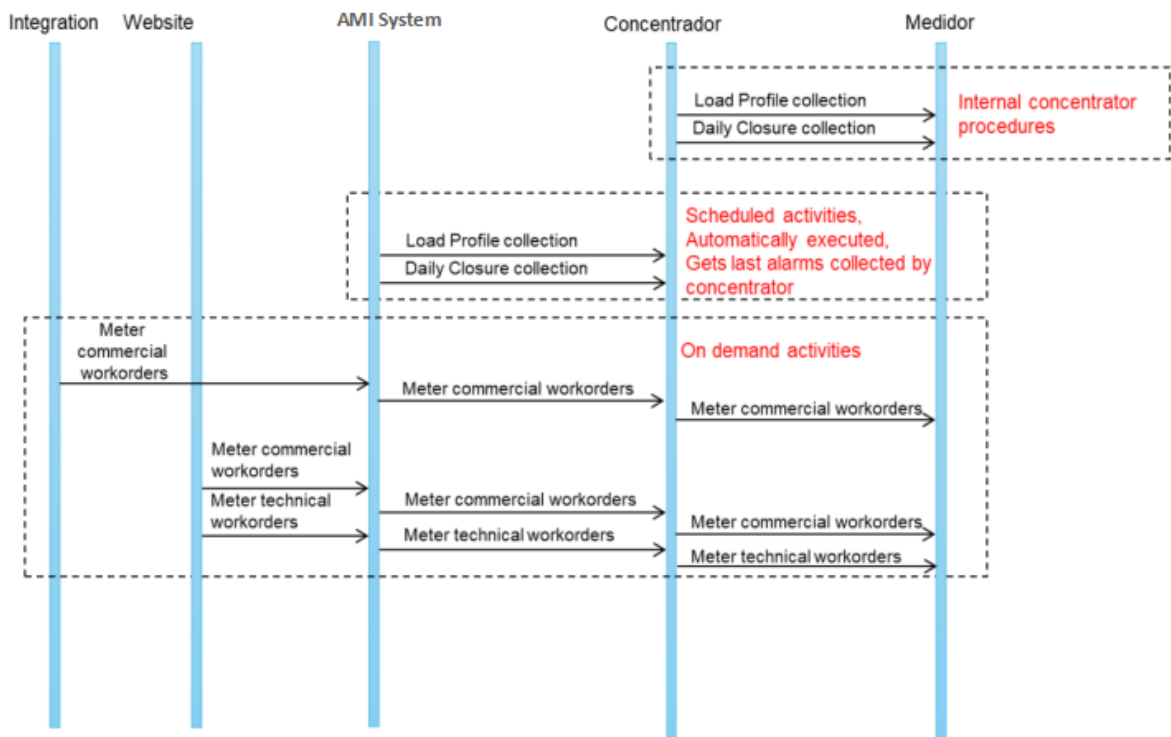 Integration
Website
AMI System
Concentrador
Medidor
Load Profile collection
Daily Closure collection
Internal concentrator
procedures
Load Profile collection
Daily Closure collection
Scheduled activities,
Automatically executed,
Gets last alarms collected by
concentrator
Meter
commercial
workorders
On demand activities
Meter commercial workorders
Meter commercial workorders
Meter commercial
workorders
Meter technical
workorders
Meter commercial workorders
Meter technical workorders
Meter commercial workorders
Meter technical workorders